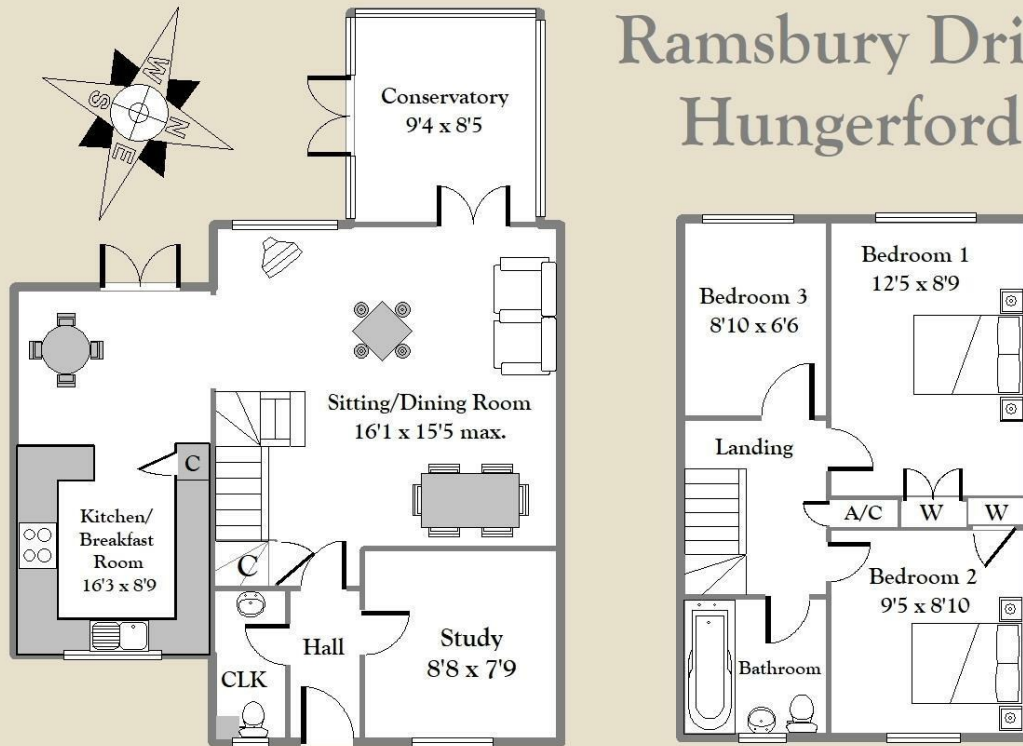 Ramsbury Dri
Hungerford
W
S
N
E
Conservatory
9'4 x 8'5
Sitting/Dining Room
16'1 x 15'5 max.
C
Kitchen/
Breakfast
Room
16'3 x 8'9
C
Hall
Study
8'8 x 7'9
CLK
Bedroom 1
12'5 x 8'9
Bedroom 3
8'10 x 6'6
Landing
A/C
W
W
Bedroom 2
9'5 x 8'10
Bathroom